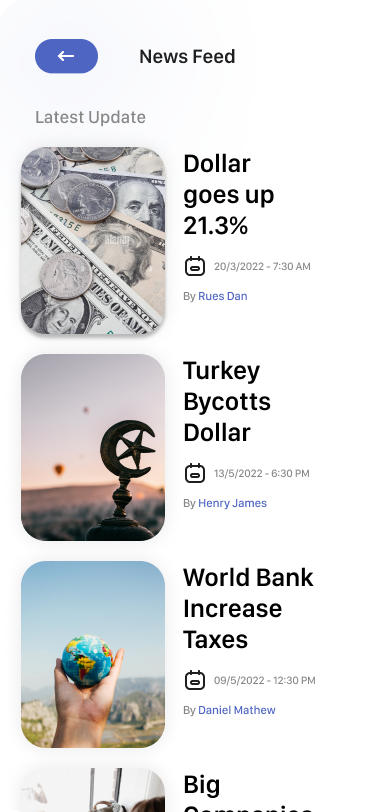 News Feed
Latest Update
Dollar
goes up
21.3%
20/3/2022 - 7:30 AM
By Rues Dan
Turkey
Bycotts
Dollar
13/5/2022 - 6:30 PM
By Henry James
World Bank
Increase
Taxes
09/5/2022 - 12:30 PM
By Daniel Mathew
Big
Companies